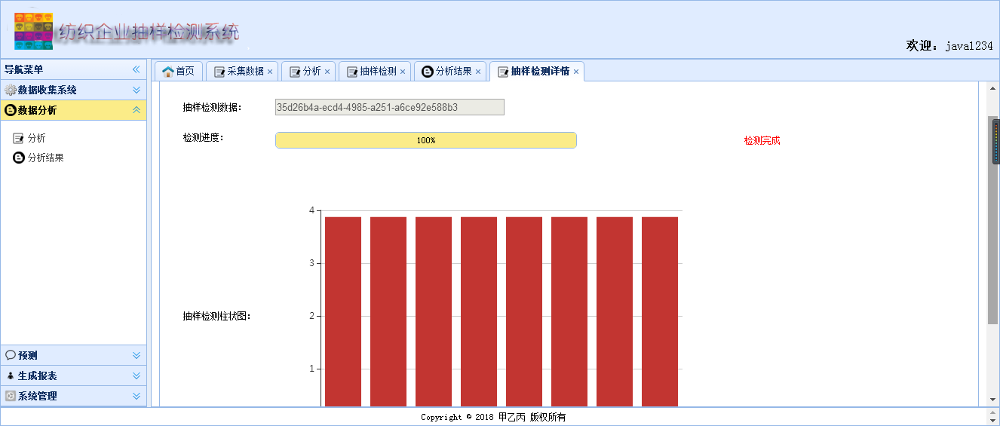 纺织企业抽样检测系统
欢迎：java1234
导航菜单
数据收集系统
数据分析
分析
分析结果
预测
生成报表
系统管理
首页 采集数据 分析 抽样检测 分析结果 抽样检测详情
抽样检测数据：
35d26b4a-ecd4-4985-a251-a6ce92e588b3
检测进度：
100%
检测完成
抽样检测柱状图：
4
3
2
1
Copyright © 2018 甲乙丙 版权所有